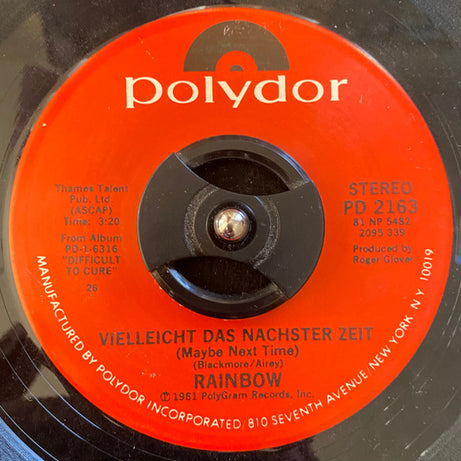 polydor
Thames Talent
Pub. Ltd.
(ASCAP)
Time: 3:20
From Album
PD-1-6316
"DIFFICULT
TO CURE"
26
STEREO
PD 2163
81 NP 5482
2095 339
Produced by
Roger Glover
VIELLEICHT DAS NACHSTER ZEIT
(Maybe Next Time)
(Blackmore/Airey)
RAINBOW
© 1981 PolyGram Records, Inc.
MANUFACTURED BY POLYDOR INCORPORATED/810 SEVENTH AVENUE/NEW YORK, N Y 10019